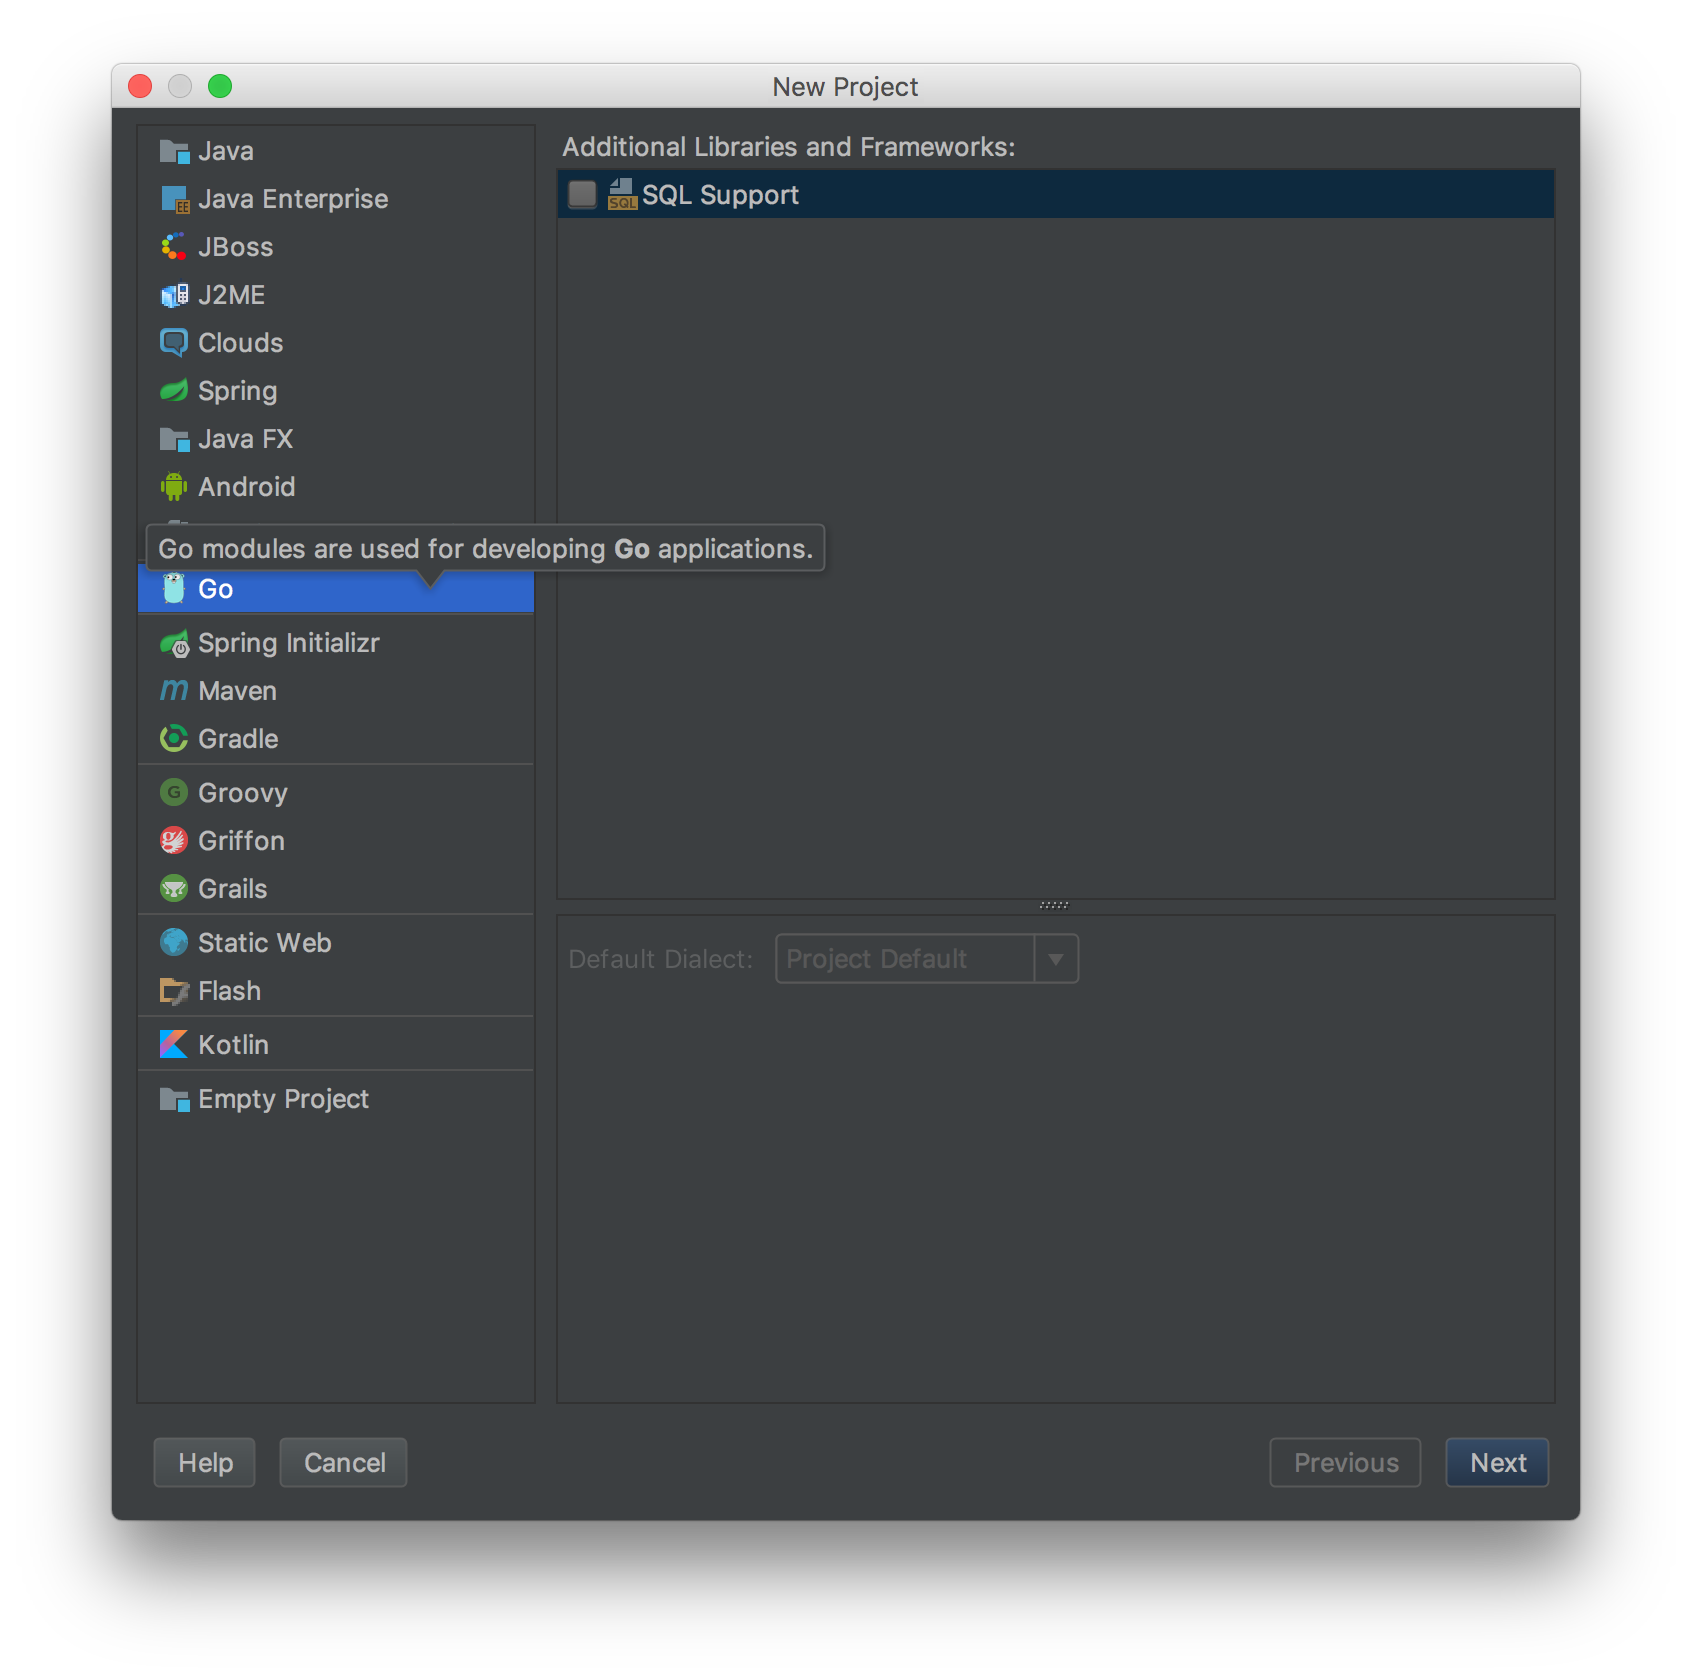 New Project
Java
Java Enterprise
JBoss
J2ME
Clouds
Spring
Java FX
Android
Go modules are used for developing Go applications.
Go
Spring Initializr
Maven
Gradle
Groovy
Griffon
Grails
Static Web
Flash
Kotlin
Empty Project
Additional Libraries and Frameworks:
SQL Support
Default Dialect: Project Default
Help Cancel Previous Next